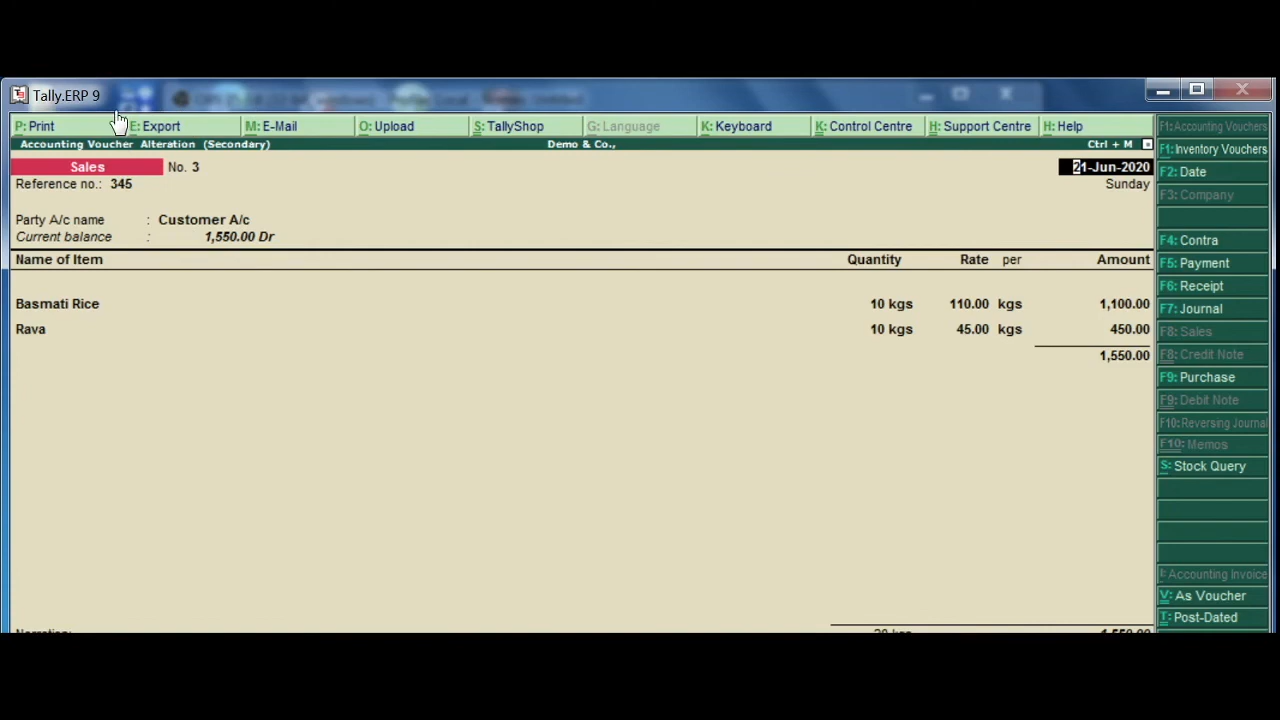 Tally.ERP 9
P: Print E: Export M: E-Mail O: Upload S: TallyShop G: Language K: Keyboard K: Control Centre H: Support Centre H: Help
Accounting Voucher Alteration (Secondary) Demo & Co., Ctrl + M
Sales No. 3 21-Jun-2020
Reference no.: 345 Sunday
Party A/c name : Customer A/c
Current balance : 1,550.00 Dr
Name of Item Quantity Rate per Amount
Basmati Rice 10 kgs 110.00 kgs 1,100.00
Rava 10 kgs 45.00 kgs 450.00
1,550.00
F1: Accounting Vouchers
F1: Inventory Vouchers
F2: Date
F3: Company
F4: Contra
F5: Payment
F6: Receipt
F7: Journal
F8: Sales
F8: Credit Note
F9: Purchase
F9: Debit Note
F10: Reversing Journal
F10: Memos
S: Stock Query
I: Accounting Invoice
V: As Voucher
T: Post-Dated